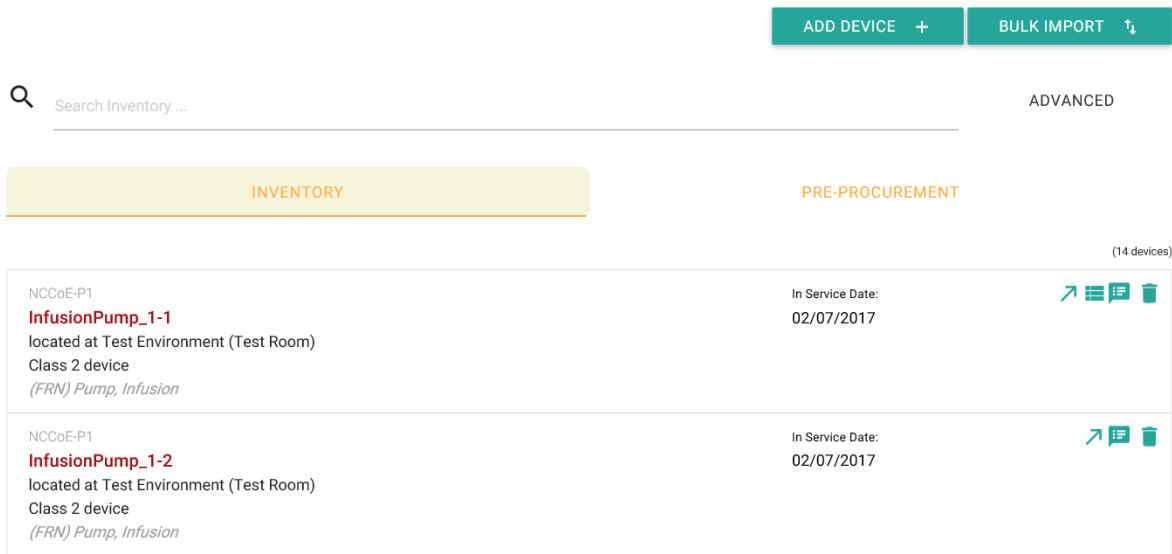 ADD DEVICE +
BULK IMPORT
Search Inventory ...
ADVANCED
INVENTORY
PRE-PROCUREMENT
(14 devices)
NCCoE-P1
InfusionPump_1-1
located at Test Environment (Test Room)
Class 2 device
(FRN) Pump, Infusion
In Service Date:
02/07/2017
NCCoE-P1
InfusionPump_1-2
located at Test Environment (Test Room)
Class 2 device
(FRN) Pump, Infusion
In Service Date:
02/07/2017